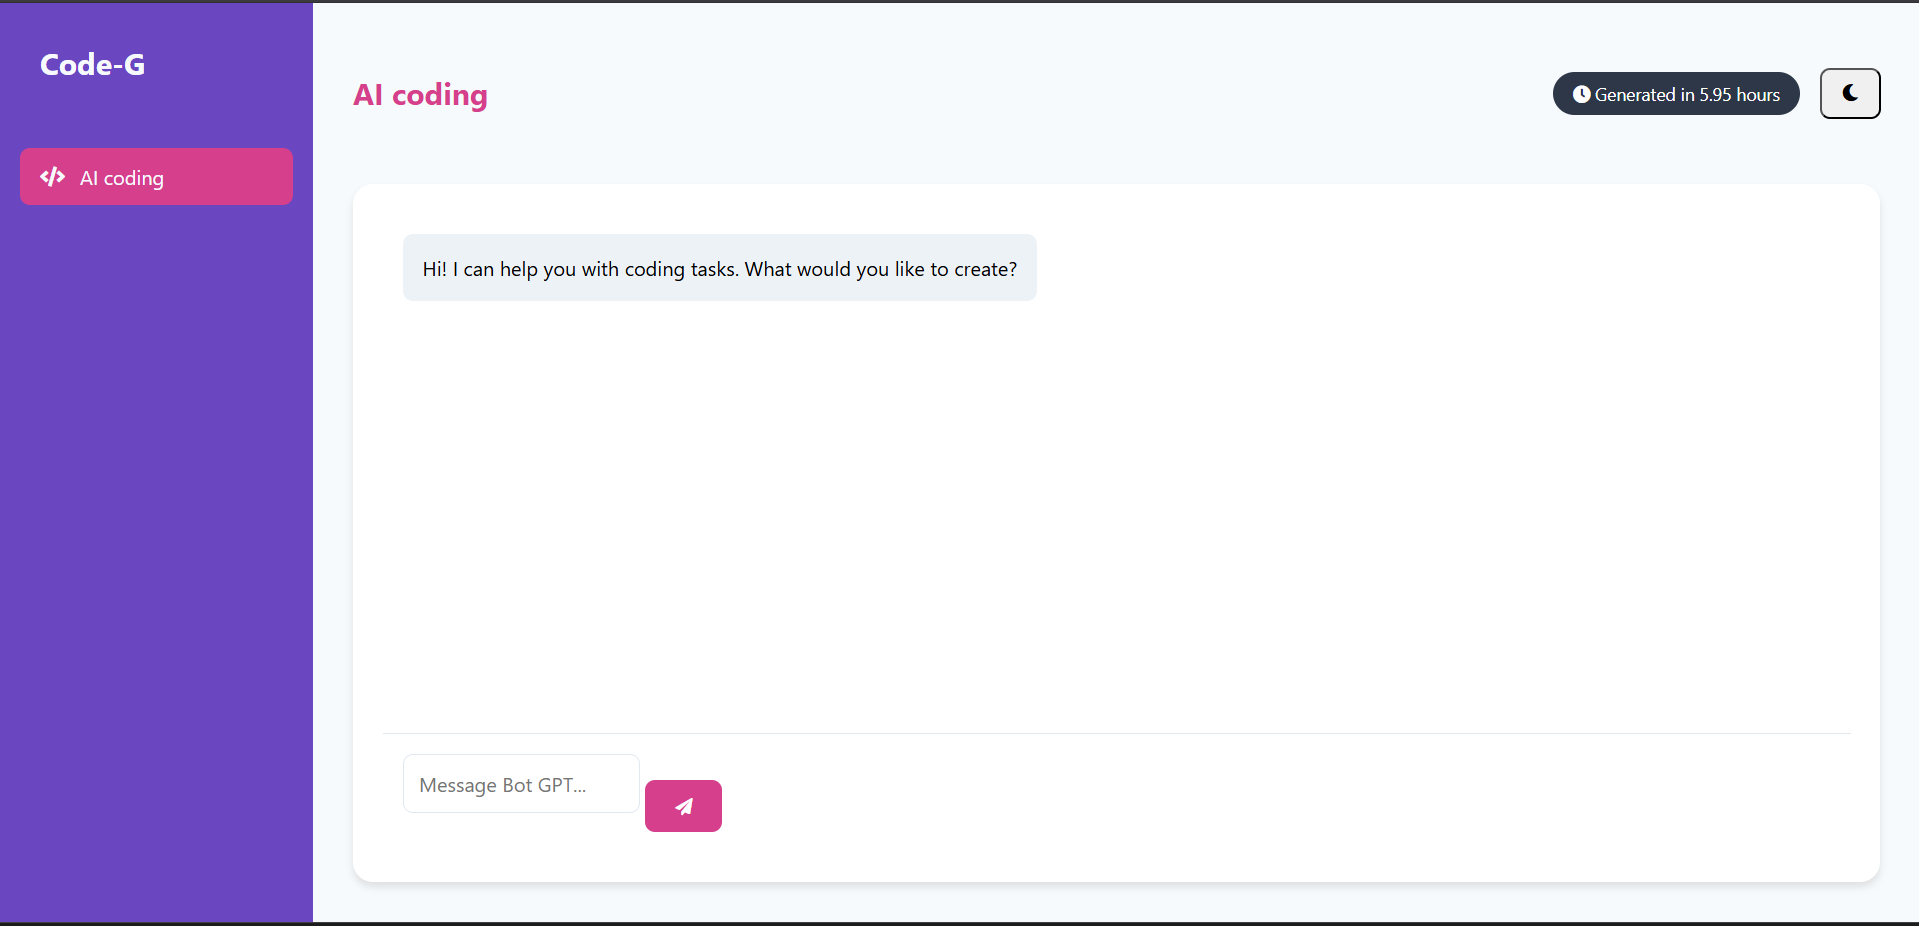 Code-G
AI coding
AI coding
Generated in 5.95 hours
Hi! I can help you with coding tasks. What would you like to create?
Message Bot GPT...